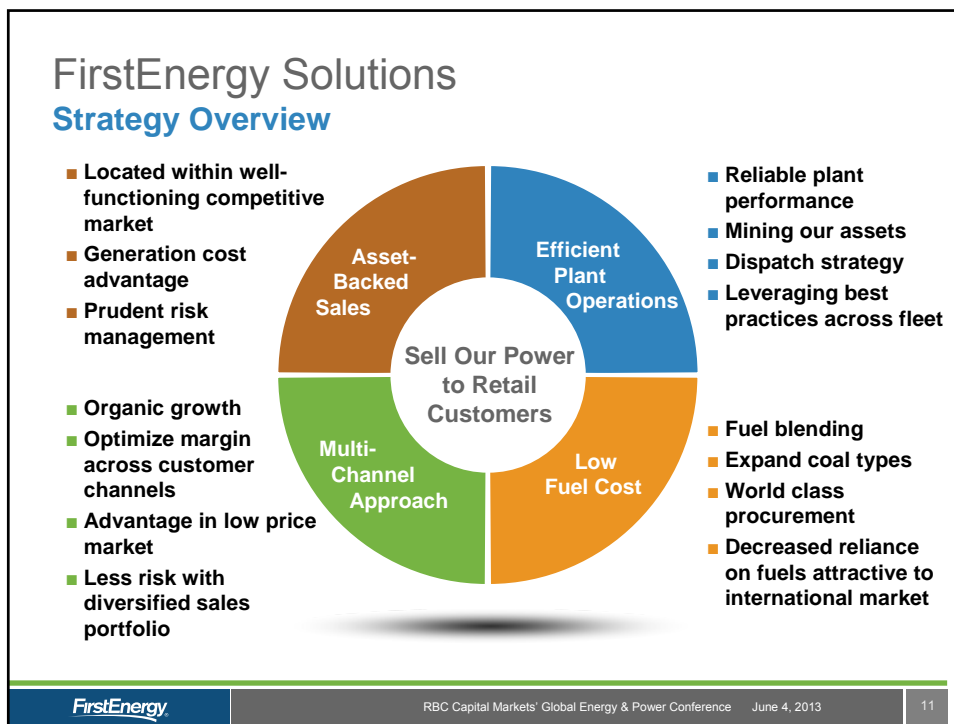 FirstEnergy Solutions
Strategy Overview
■ Located within well-
functioning competitive
market
■ Generation cost
advantage
■ Prudent risk
management
■ Organic growth
■ Optimize margin
across customer
channels
■ Advantage in low price
market
■ Less risk with
diversified sales
portfolio
Asset-
Backed
Sales
Efficient
Plant
Operations
Sell Our Power
to Retail
Customers
Multi-
Channel
Approach
Low
Fuel Cost
■ Reliable plant
performance
■ Mining our assets
■ Dispatch strategy
■ Leveraging best
practices across fleet
■ Fuel blending
■ Expand coal types
■ World class
procurement
■ Decreased reliance
on fuels attractive to
international market
FirstEnergy®
RBC Capital Markets' Global Energy & Power Conference June 4, 2013 11